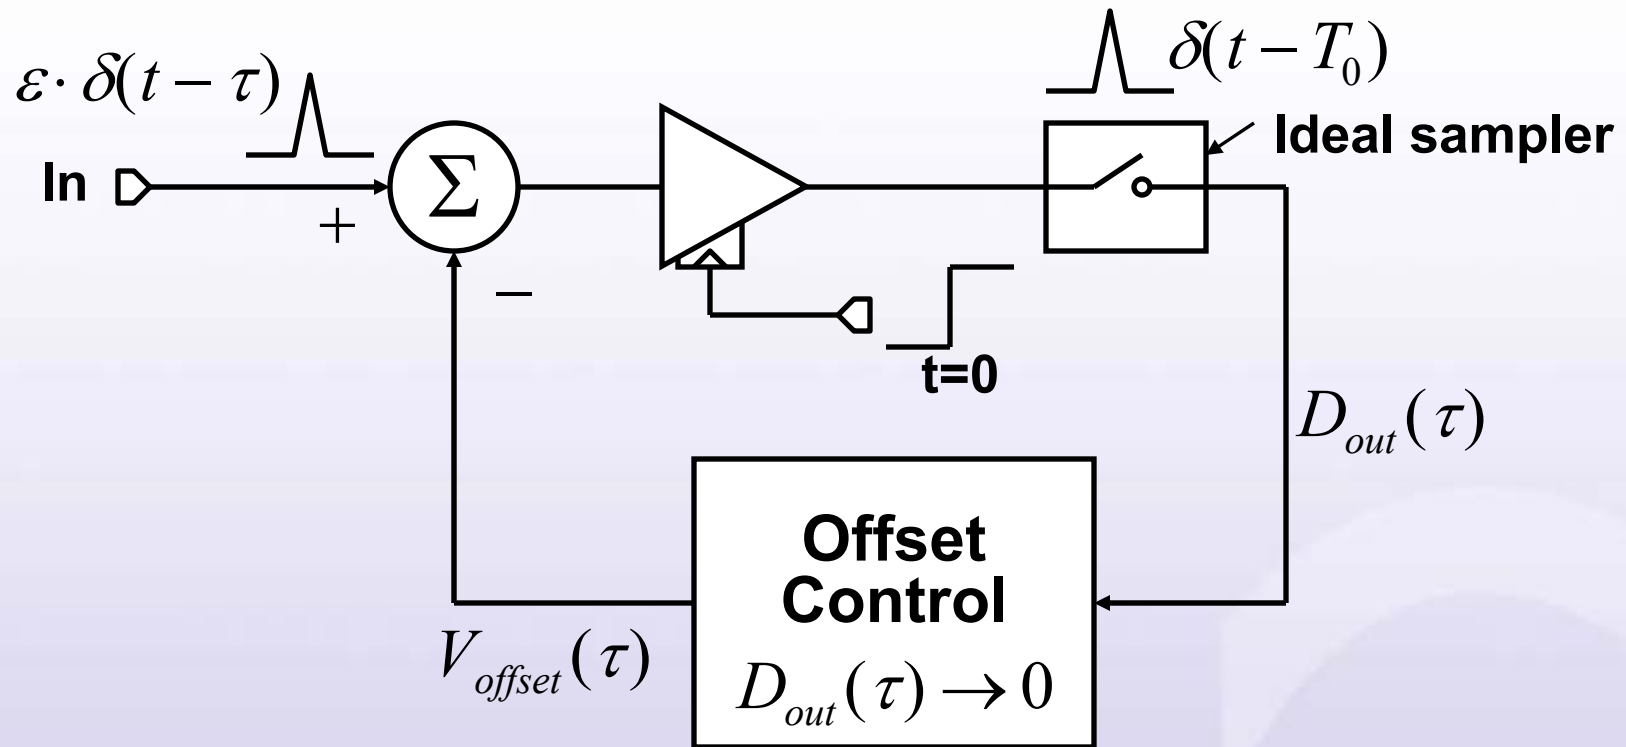 ε · δ(t − τ)
δ(t − T₀)
Ideal sampler
In
Σ
+
−
t=0
D_out(τ)
Offset
Control
D_out(τ) → 0
V_offset(τ)